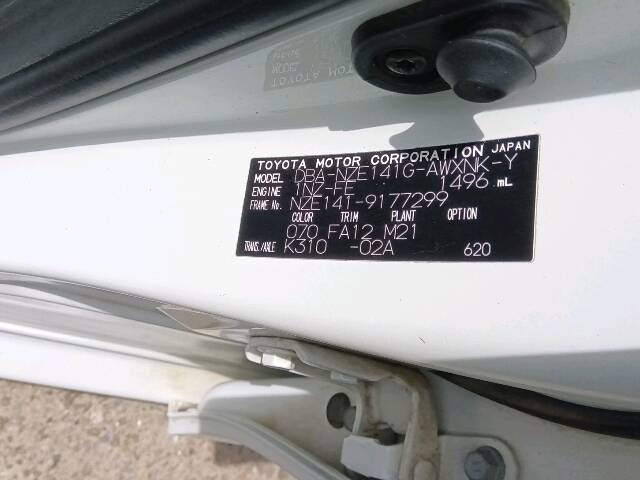 TOYOTA MOTOR CORPORATION JAPAN
MODEL DBA-NZE141G-AWXNK-Y
ENGINE 1NZ-FE 1496 mL
FRAME No. NZE141-9177299
COLOR TRIM PLANT OPTION
070 FA12 M21
TRANS./AXLE K310 -02A 620